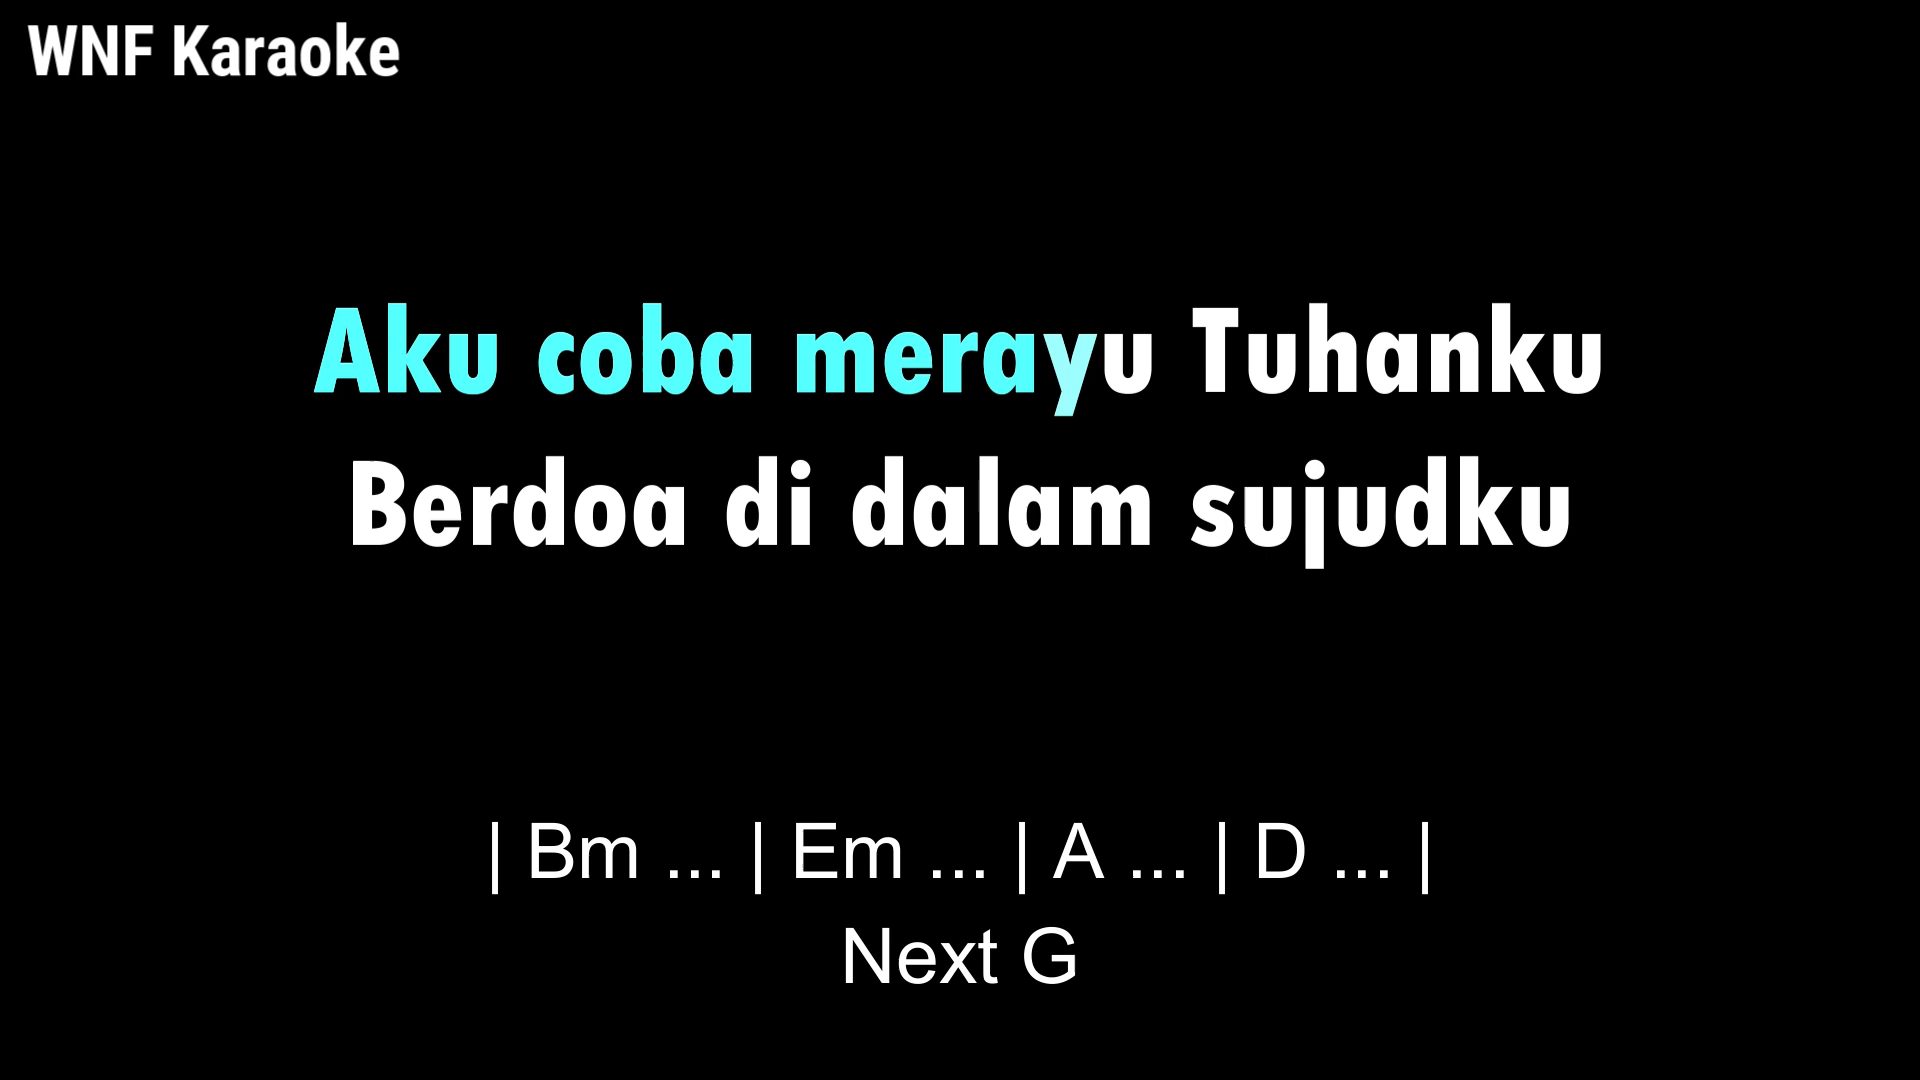 WNF Karaoke
Aku coba merayu Tuhanku
Berdoa di dalam sujudku
| Bm ... | Em ... | A ... | D ... |
Next G